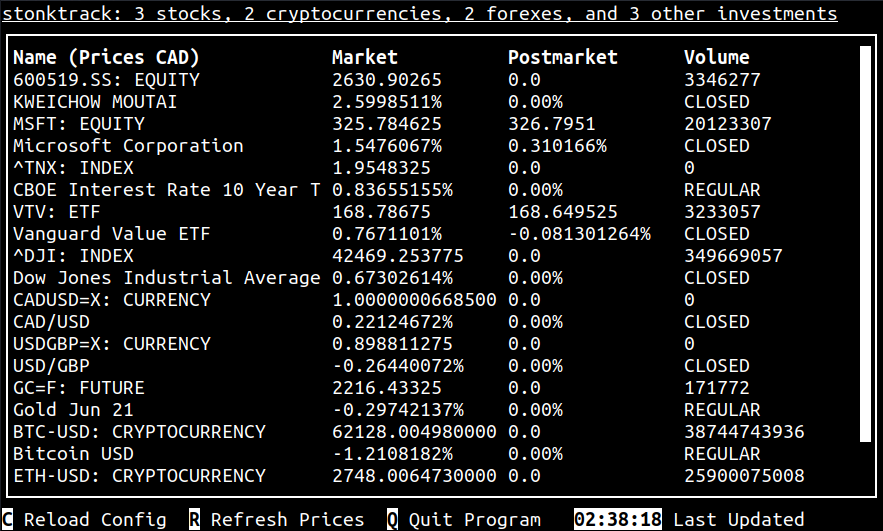 stonktrack: 3 stocks, 2 cryptocurrencies, 2 forexes, and 3 other investments
Name (Prices CAD) Market Postmarket Volume
600519.SS: EQUITY 2630.90265 0.0 3346277
KWEICHOW MOUTAI 2.5998511% 0.00% CLOSED
MSFT: EQUITY 325.784625 326.7951 20123307
Microsoft Corporation 1.5476067% 0.310166% CLOSED
^TNX: INDEX 1.9548325 0.0 0
CBOE Interest Rate 10 Year T 0.83655155% 0.00% REGULAR
VTV: ETF 168.78675 168.649525 3233057
Vanguard Value ETF 0.7671101% -0.081301264% CLOSED
^DJI: INDEX 42469.253775 0.0 349669057
Dow Jones Industrial Average 0.67302614% 0.00% CLOSED
CADUSD=X: CURRENCY 1.0000000668500 0.0 0
CAD/USD 0.22124672% 0.00% CLOSED
USDGBP=X: CURRENCY 0.898811275 0.0 0
USD/GBP -0.26440072% 0.00% CLOSED
GC=F: FUTURE 2216.43325 0.0 171772
Gold Jun 21 -0.29742137% 0.00% REGULAR
BTC-USD: CRYPTOCURRENCY 62128.004980000 0.0 38744743936
Bitcoin USD -1.2108182% 0.00% REGULAR
ETH-USD: CRYPTOCURRENCY 2748.0064730000 0.0 25900075008
C Reload Config R Refresh Prices Q Quit Program 02:38:18 Last Updated